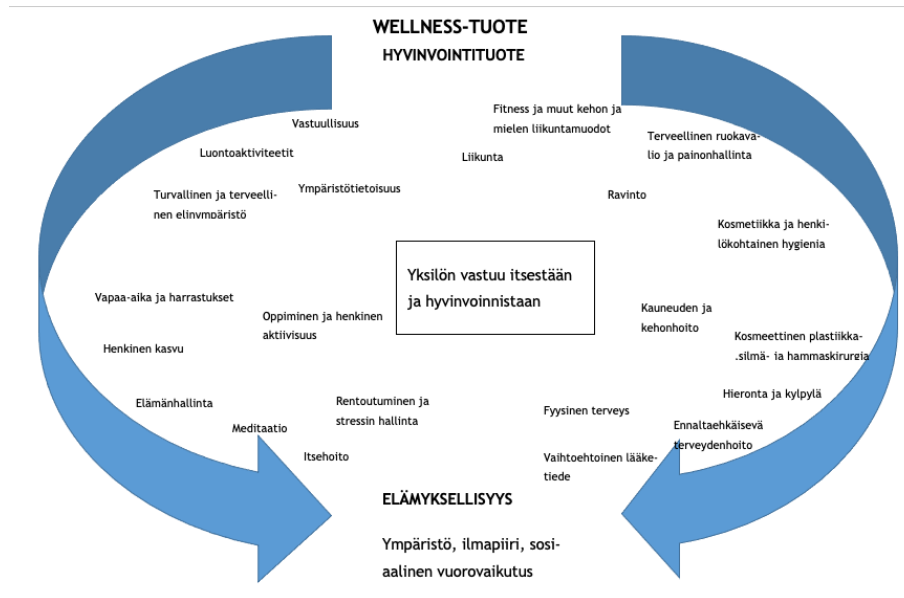 WELLNESS-TUOTE
HYVINVOINTITUOTE
Fitness ja muut kehon ja
mielen liikuntamuodot
Vastuullisuus
Terveellinen ruokava-
lio ja painonhallinta
Luontoaktiviteetit
Liikunta
Ympäristötietoisuus
Turvallinen ja terveelli-
nen elinympäristö
Ravinto
Kosmetiikka ja henki-
lökohtainen hygienia
Yksilön vastuu itsestään
ja hyvinvoinnistaan
Vapaa-aika ja harrastukset
Oppiminen ja henkinen
aktiivisuus
Kauneuden ja
kehonhoito
Henkinen kasvu
Kosmeettinen plastiikka-
,silmä- ja hammaskirurgia
Elämänhallinta
Rentoutuminen ja
stressin hallinta
Hieronta ja kylpylä
Fyysinen terveys
Meditaatio
Ennaltaehkäisevä
terveydenhoito
Itsehoito
Vaihtoehtoinen lääke-
tiede
ELÄMYKSELLISYYS
Ympäristö, ilmapiiri, sosi-
aalinen vuorovaikutus